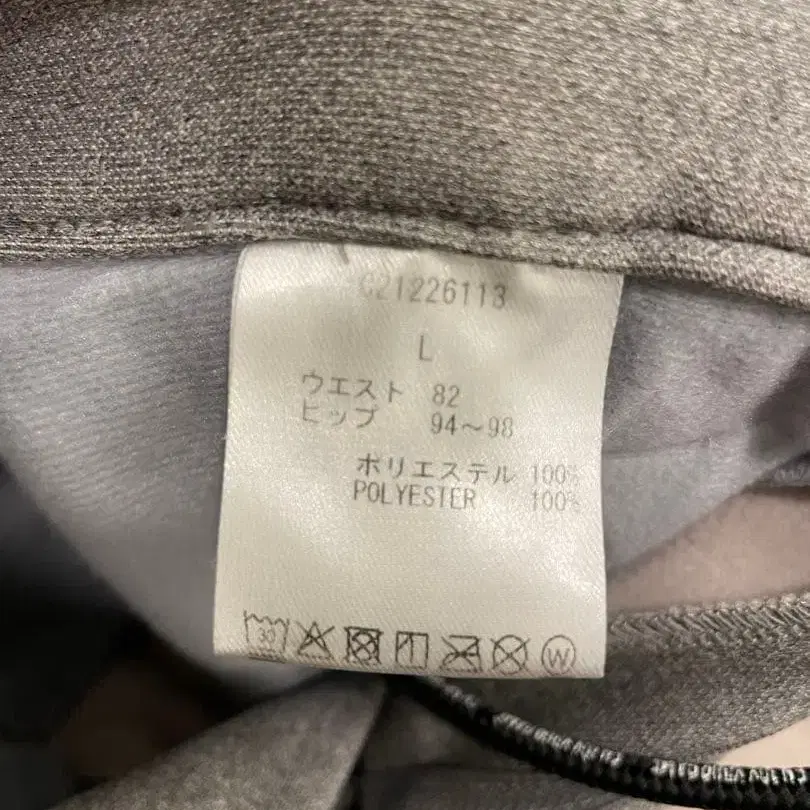 C21226113
L
ウエスト 82
ヒップ 94～98
ポリエステル 100%
POLYESTER 100%
30
W